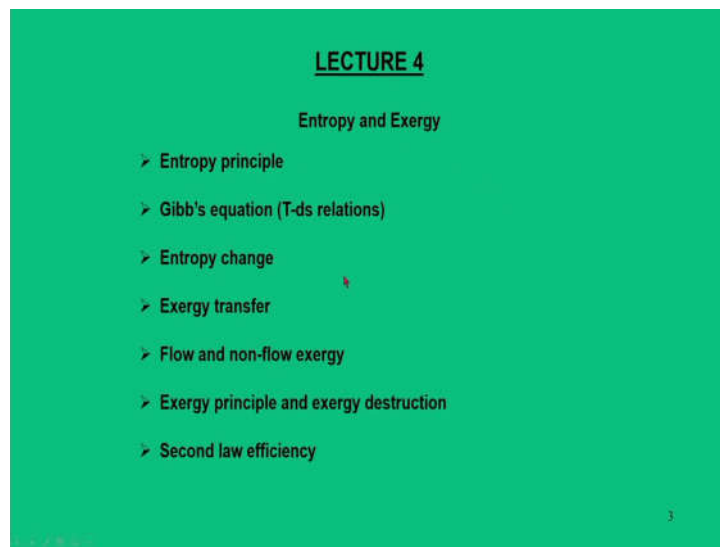 LECTURE 4
Entropy and Exergy
➢ Entropy principle
➢ Gibb's equation (T-ds relations)
➢ Entropy change
➢ Exergy transfer
➢ Flow and non-flow exergy
➢ Exergy principle and exergy destruction
➢ Second law efficiency
3